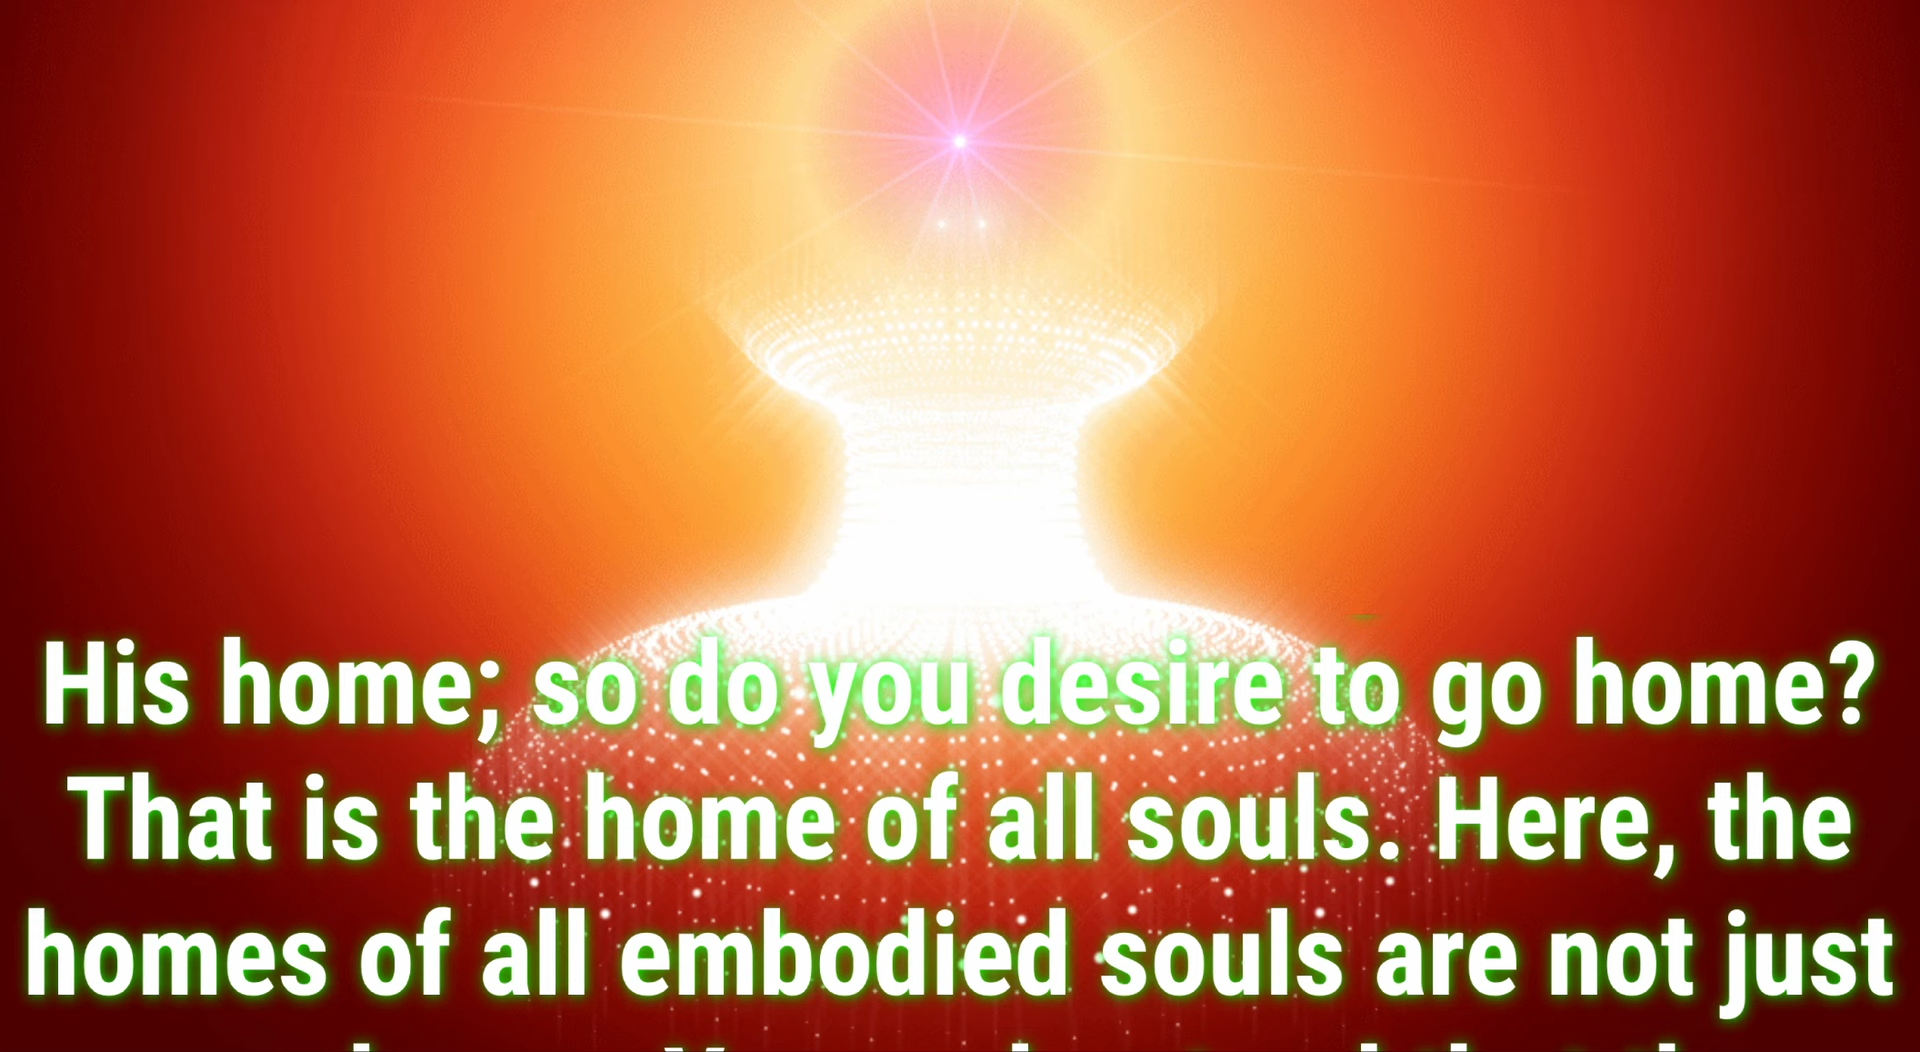 His home; so do you desire to go home?
That is the home of all souls. Here, the
homes of all embodied souls are not just